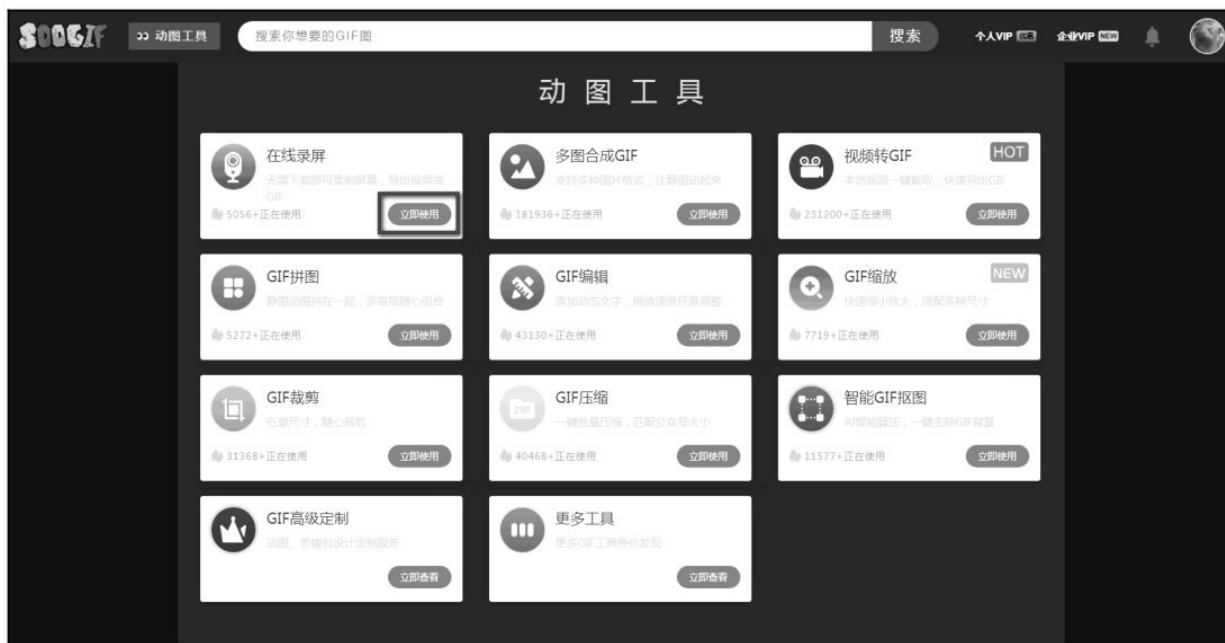 SOOGIF
动图工具
搜索你想要的GIF图
搜索
个人VIP
企业VIP NEW
动图工具
在线录屏
无需下载即可录制屏幕，导出视频或
GIF
5056+正在使用
立即使用
多图合成GIF
支持多种图片格式，让静图动起来
181936+正在使用
立即使用
视频转GIF
HOT
本地视频一键截取，快速导出GIF
231200+正在使用
立即使用
GIF拼图
静图动图拼在一起，多宫格随心组合
5272+正在使用
立即使用
GIF编辑
添加动态文字，倒放速度任意调整
43130+正在使用
立即使用
GIF缩放
NEW
快速缩小放大，适配多种尺寸
7719+正在使用
立即使用
GIF裁剪
任意尺寸，随心裁剪
31368+正在使用
立即使用
ZIP
GIF压缩
一键批量压缩，匹配公众号大小
40468+正在使用
立即使用
智能GIF抠图
AI智能算法，一键去除GIF背景
11577+正在使用
立即使用
GIF高级定制
动图、表情包设计定制服务
立即查看
更多工具
更多GIF工具等你发现
立即查看